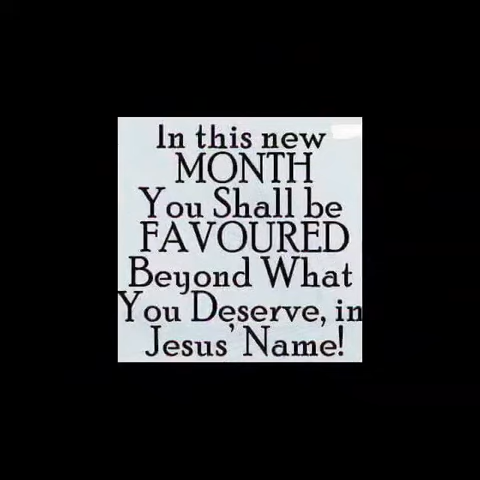 In this new
MONTH
You Shall be
FAVOURED
Beyond What
You Deserve, in
Jesus' Name!